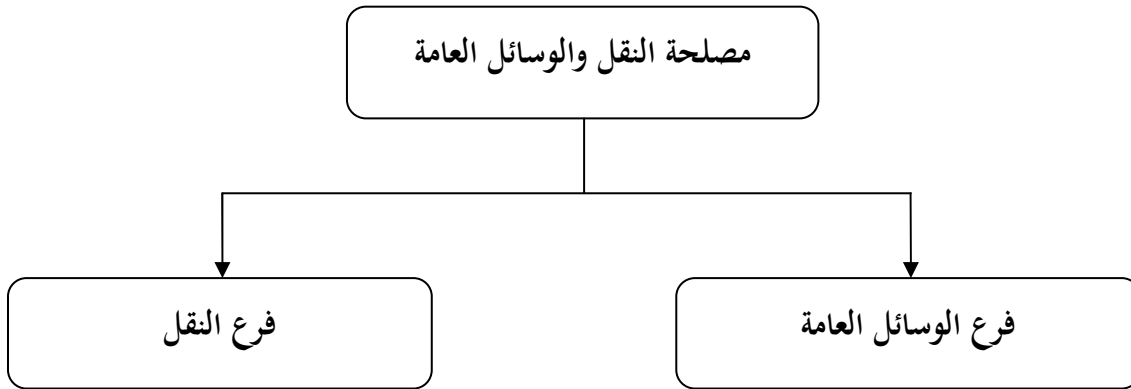 مصلحة النقل والوسائل العامة
فرع الوسائل العامة
فرع النقل